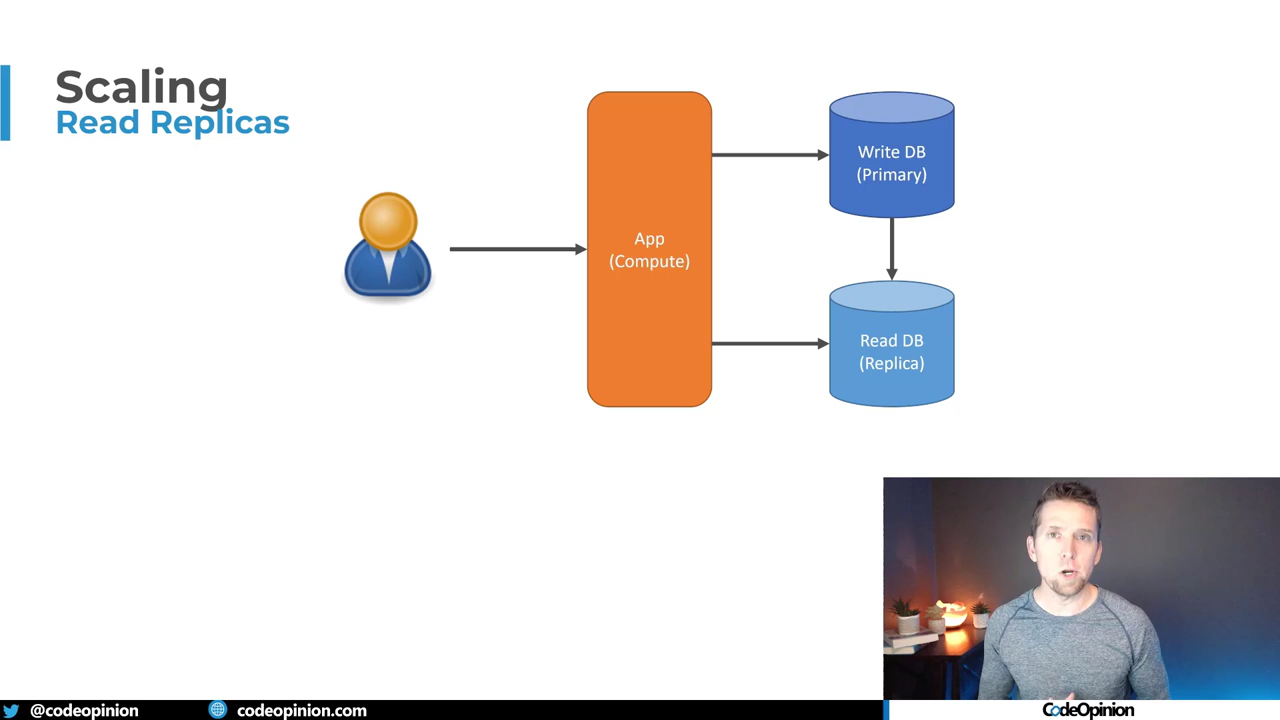 Scaling
Read Replicas
App
(Compute)
Write DB
(Primary)
Read DB
(Replica)
@codeopinion
codeopinion.com
CodeOpinion